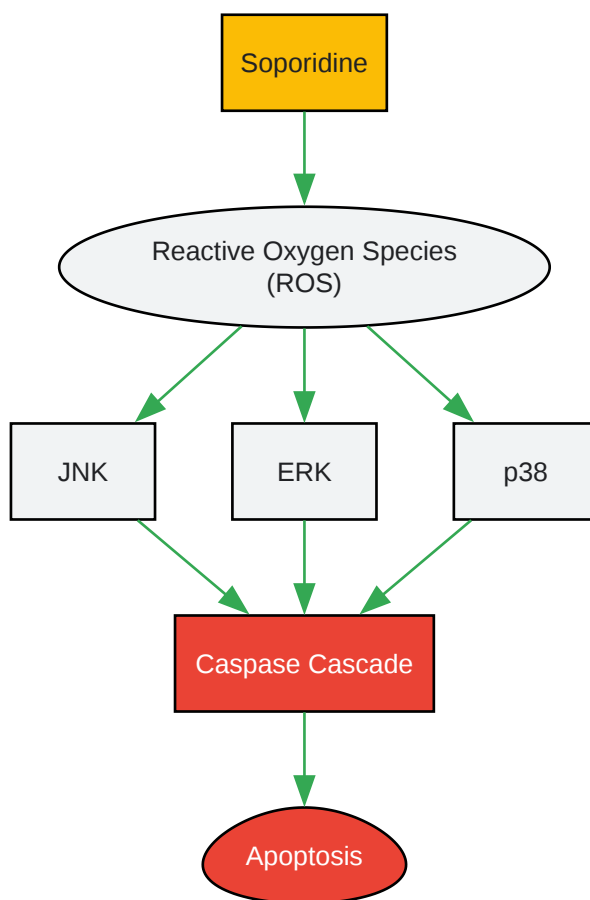 Soporidine
Reactive Oxygen Species
(ROS)
JNK
ERK
p38
Caspase Cascade
Apoptosis